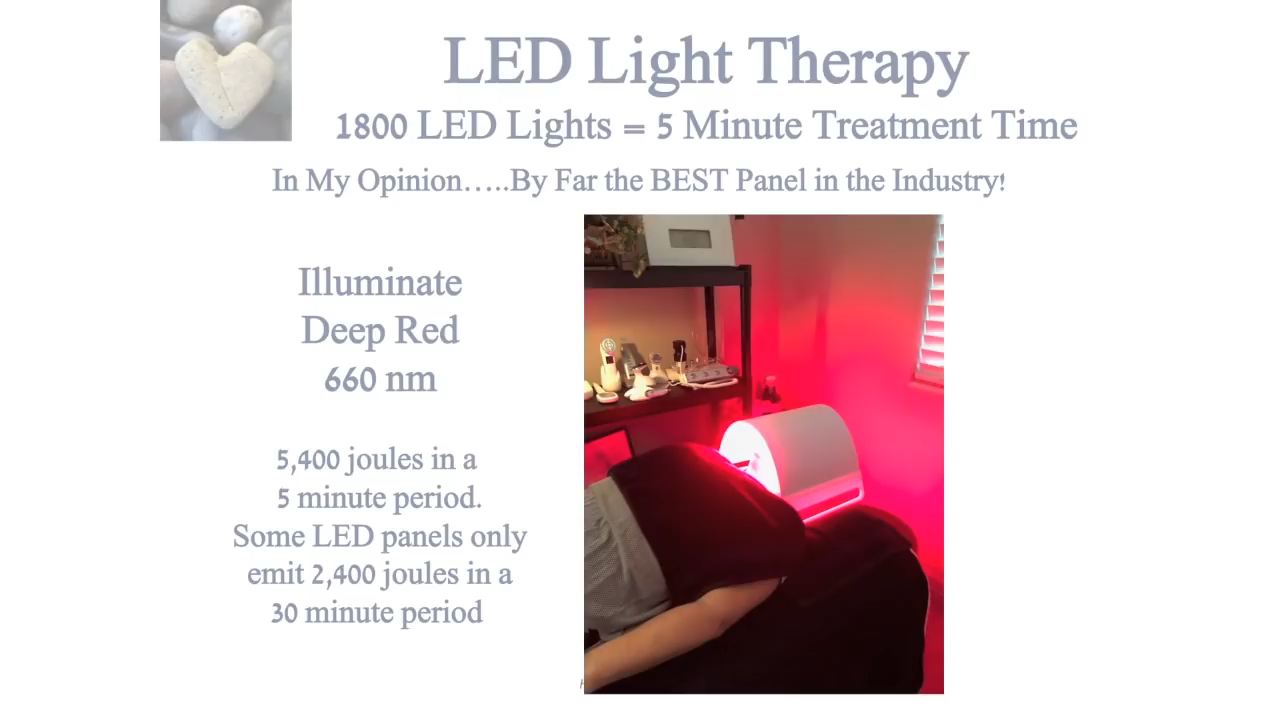 LED Light Therapy
1800 LED Lights = 5 Minute Treatment Time
In My Opinion…..By Far the BEST Panel in the Industry!
Illuminate
Deep Red
660 nm
5,400 joules in a
5 minute period.
Some LED panels only
emit 2,400 joules in a
30 minute period